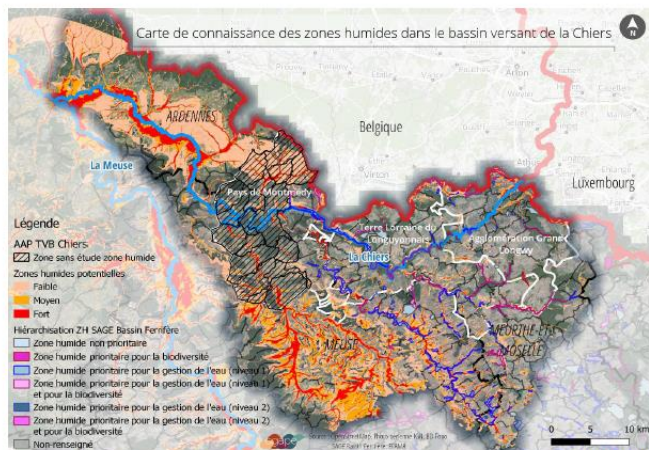 Carte de connaissance des zones humides dans le bassin versant de la Chiers
N
Arlon
Belgique
ARDENNES
Virton
Luxembourg
La Meuse
Pays de Montmédy
Terre Lorraine du
Longuyonnais
Agglomération Grand
Longwy
La Chiers
MEUSE
MEURTHE-ET-
MOSELLE
Légende
AAP TVB Chiers
Zone sans étude zone humide
Zones humides potentielles
Faible
Moyen
Fort
Hiérarchisation ZH SAGE Bassin Ferrifère
Zone humide non prioritaire
Zone humide prioritaire pour la biodiversité
Zone humide prioritaire pour la gestion de l'eau (niveau 1)
Zone humide prioritaire pour la gestion de l'eau (niveau 1)
et pour la biodiversité
Zone humide prioritaire pour la gestion de l'eau (niveau 2)
Zone humide prioritaire pour la gestion de l'eau (niveau 2)
et pour la biodiversité
Non-renseigné
0 5 10 km